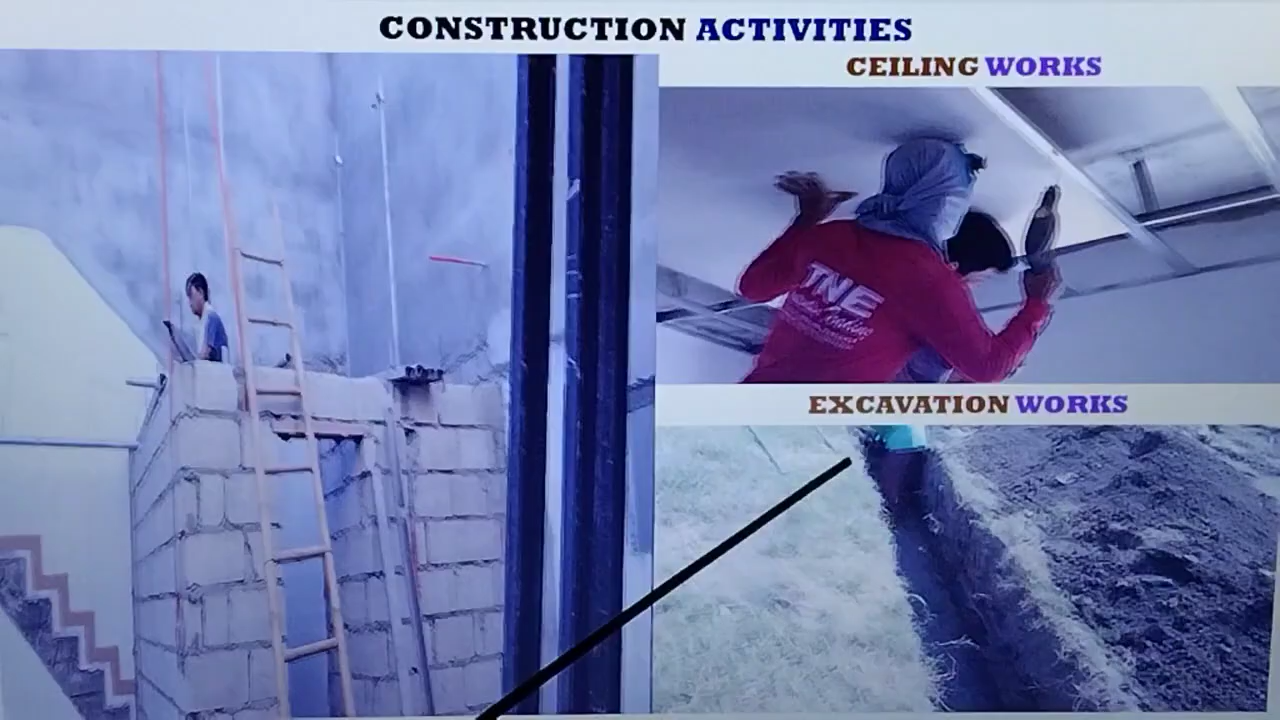 CONSTRUCTION ACTIVITIES
CEILING WORKS
TNE
EXCAVATION WORKS